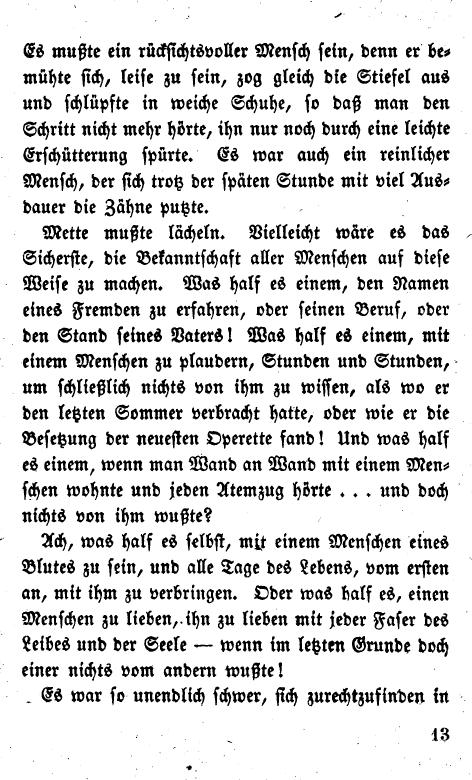 Es mußte ein rücksichtsvoller Mensch sein, denn er be-
mühte sich, leise zu sein, zog gleich die Stiefel aus
und schlüpfte in weiche Schuhe, so daß man den
Schritt nicht mehr hörte, ihn nur noch durch eine leichte
Erschütterung spürte. Es war auch ein reinlicher
Mensch, der sich trotz der späten Stunde mit viel Aus-
dauer die Zähne putzte.
Mette mußte lächeln. Vielleicht wäre es das
Sicherste, die Bekanntschaft aller Menschen auf diese
Weise zu machen. Was half es einem, den Namen
eines Fremden zu erfahren, oder seinen Beruf, oder
den Stand seines Vaters! Was half es einem, mit
einem Menschen zu plaudern, Stunden und Stunden,
um schließlich nichts von ihm zu wissen, als wo er
den letzten Sommer verbracht hatte, oder wie er die
Besetzung der neuesten Operette fand! Und was half
es einem, wenn man Wand an Wand mit einem Men-
schen wohnte und jeden Atemzug hörte . . . und doch
nichts von ihm wußte?
Ach, was half es selbst, mit einem Menschen eines
Blutes zu sein, und alle Tage des Lebens, vom ersten
an, mit ihm zu verbringen. Oder was half es, einen
Menschen zu lieben, ihn zu lieben mit jeder Faser des
Leibes und der Seele — wenn im letzten Grunde doch
einer nichts vom andern wußte!
Es war so unendlich schwer, sich zurechtzufinden in
13